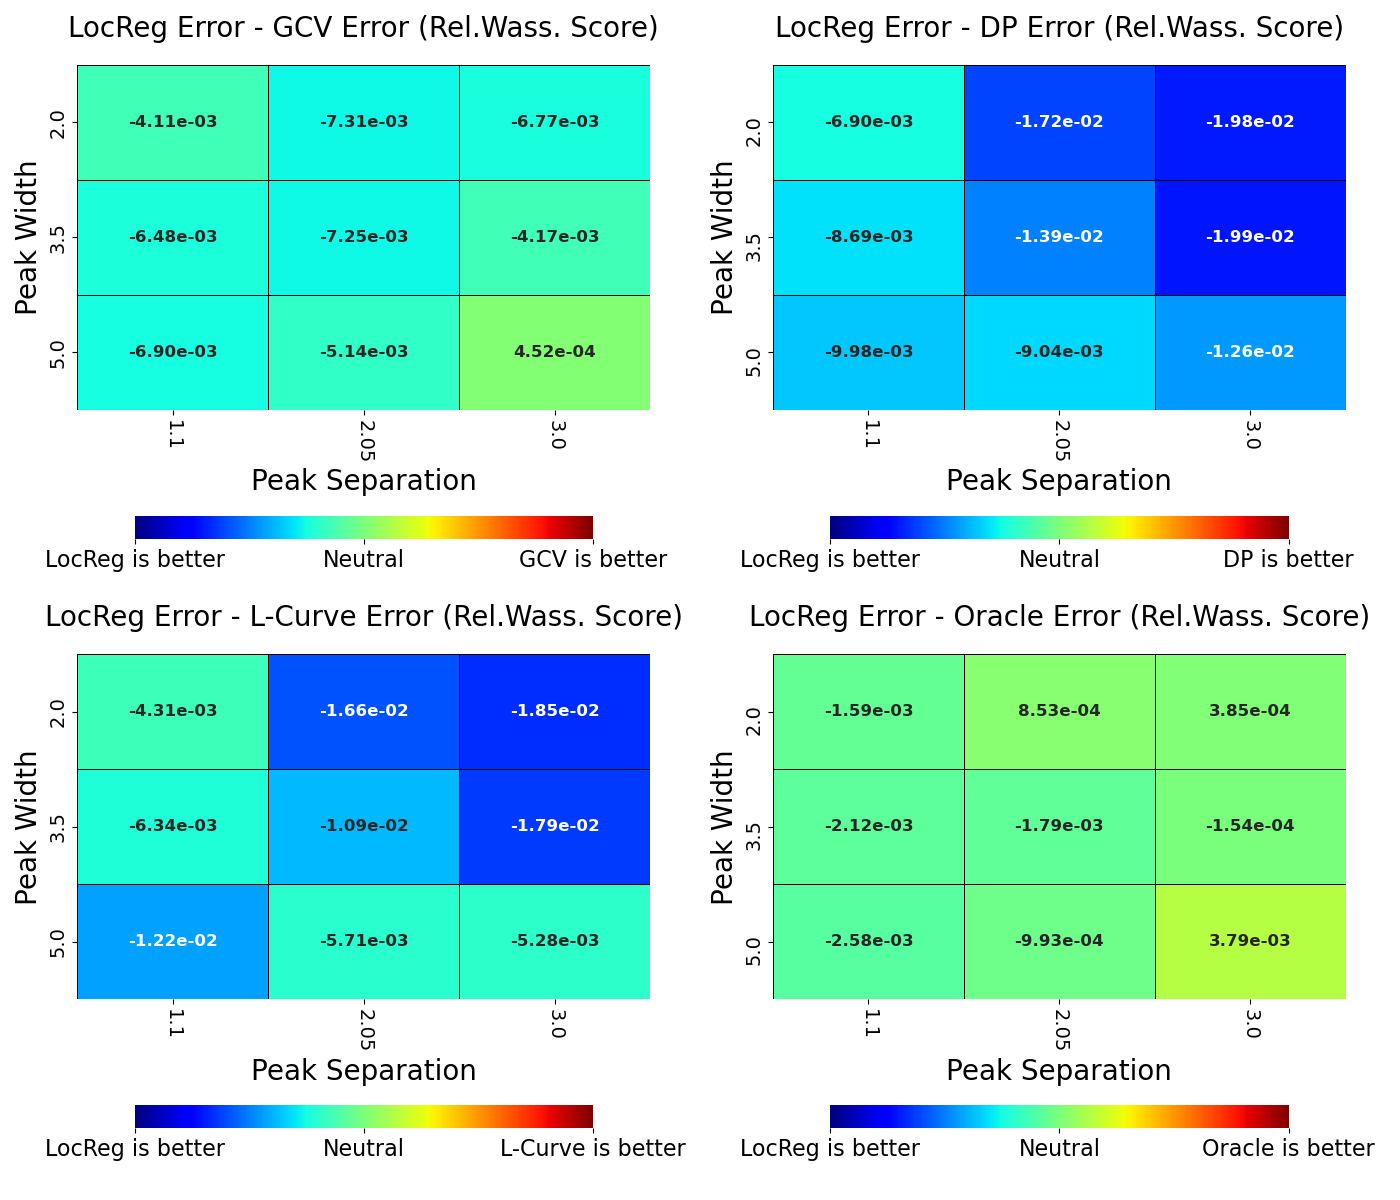 LocReg Error - GCV Error (Rel.Wass. Score)
Peak Width
2.0
-4.11e-03 -7.31e-03 -6.77e-03
3.5
-6.48e-03 -7.25e-03 -4.17e-03
5.0
-6.90e-03 -5.14e-03 4.52e-04
1.1 2.05 3.0
Peak Separation
LocReg is better Neutral GCV is better
LocReg Error - DP Error (Rel.Wass. Score)
Peak Width
2.0
-6.90e-03 -1.72e-02 -1.98e-02
3.5
-8.69e-03 -1.39e-02 -1.99e-02
5.0
-9.98e-03 -9.04e-03 -1.26e-02
1.1 2.05 3.0
Peak Separation
LocReg is better Neutral DP is better
LocReg Error - L-Curve Error (Rel.Wass. Score)
Peak Width
2.0
-4.31e-03 -1.66e-02 -1.85e-02
3.5
-6.34e-03 -1.09e-02 -1.79e-02
5.0
-1.22e-02 -5.71e-03 -5.28e-03
1.1 2.05 3.0
Peak Separation
LocReg is better Neutral L-Curve is better
LocReg Error - Oracle Error (Rel.Wass. Score)
Peak Width
2.0
-1.59e-03 8.53e-04 3.85e-04
3.5
-2.12e-03 -1.79e-03 -1.54e-04
5.0
-2.58e-03 -9.93e-04 3.79e-03
1.1 2.05 3.0
Peak Separation
LocReg is better Neutral Oracle is better